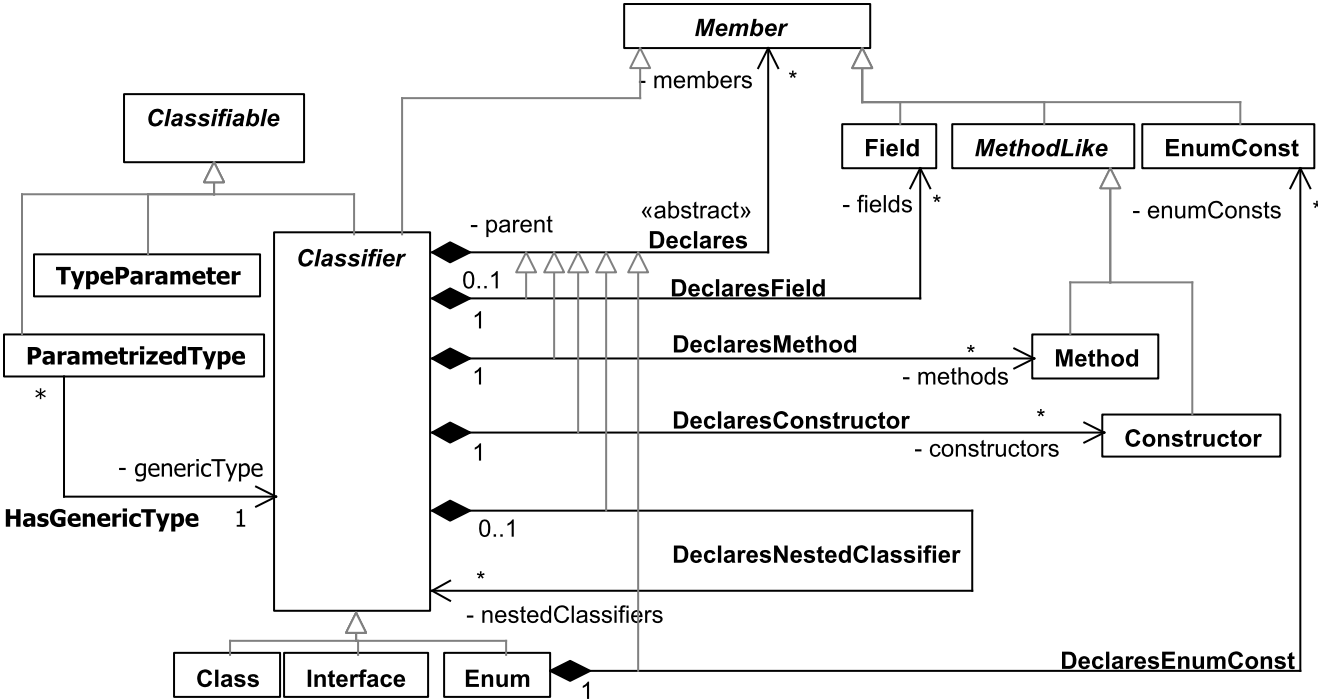 Member
- members
*
Classifiable
Field
MethodLike
EnumConst
- fields
*
- enumConsts
*
- parent
«abstract»
Declares
Classifier
TypeParameter
0..1
DeclaresField
1
ParametrizedType
DeclaresMethod
*
Method
1
- methods
*
DeclaresConstructor
*
Constructor
1
- constructors
- genericType
HasGenericType
1
0..1
DeclaresNestedClassifier
*
- nestedClassifiers
Class
Interface
Enum
DeclaresEnumConst
1